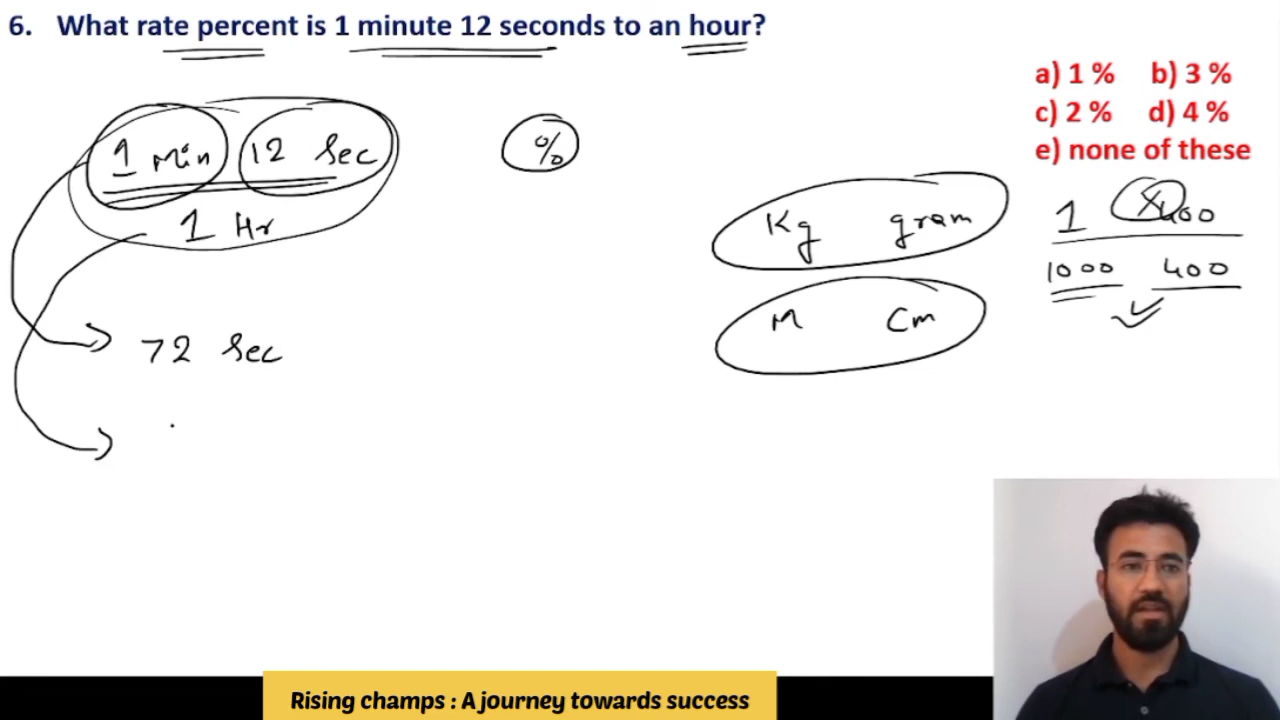 6. What rate percent is 1 minute 12 seconds to an hour?
a) 1 % b) 3 %
c) 2 % d) 4 %
e) none of these
1 Min 12 Sec
%
1 Hr
Kg gram
1 X100
1000 400
M Cm
72 Sec
Rising champs : A journey towards success